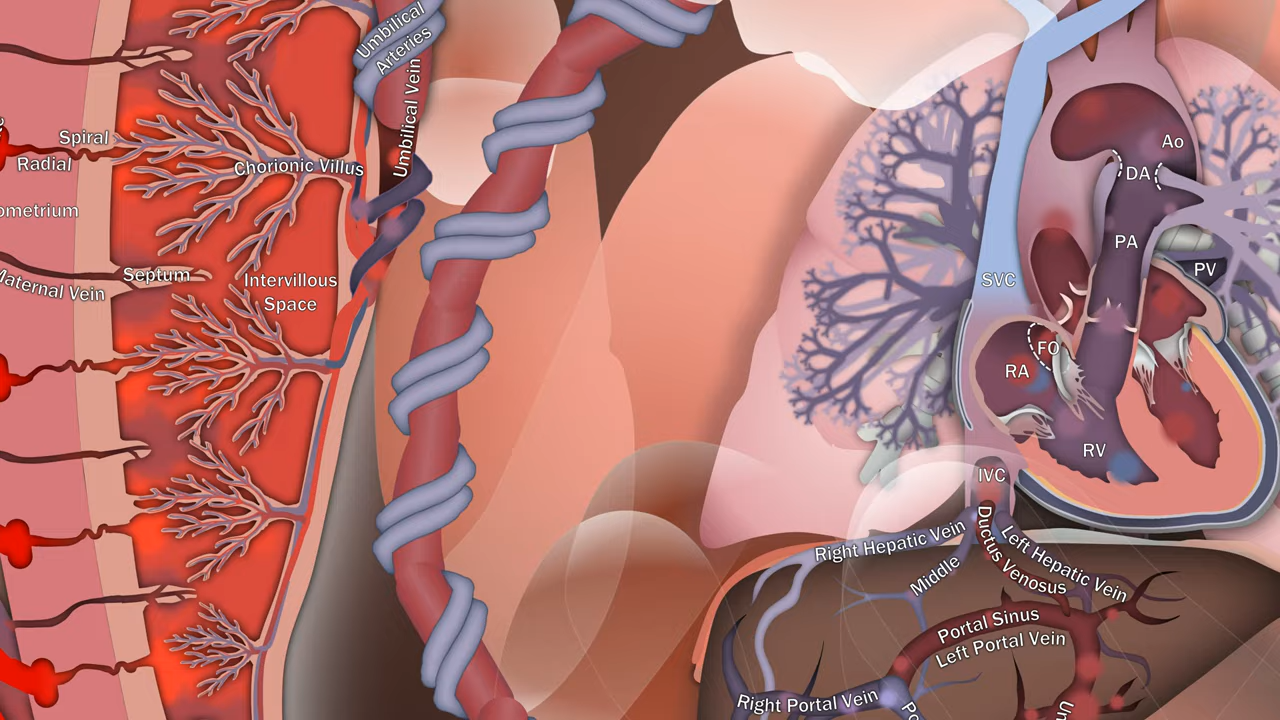 Umbilical
Arteries
Umbilical Vein
Spiral
Radial
Chorionic Villus
ometrium
Septum
Maternal Vein
Intervillous
Space
Ao
DA
PA
PV
SVC
FO
RA
RV
IVC
Right Hepatic Vein
Middle
Ductus Venosus
Left Hepatic Vein
Portal Sinus
Left Portal Vein
Right Portal Vein
Po
Un